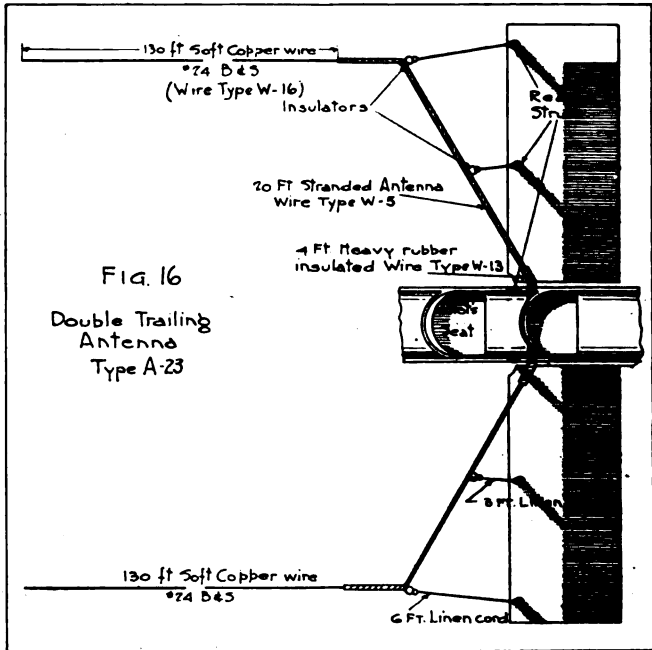 130 ft Soft Copper wire
#24 B&S
(Wire Type W-16)
Insulators
20 Ft Stranded Antenna
Wire Type W-5
4 Ft Heavy rubber
insulated Wire Type W-13
FIG. 16
Double Trailing
Antenna
Type A-23
3 Ft. Linen
130 ft Soft Copper wire
#24 B&S
6 FT. Linen cord